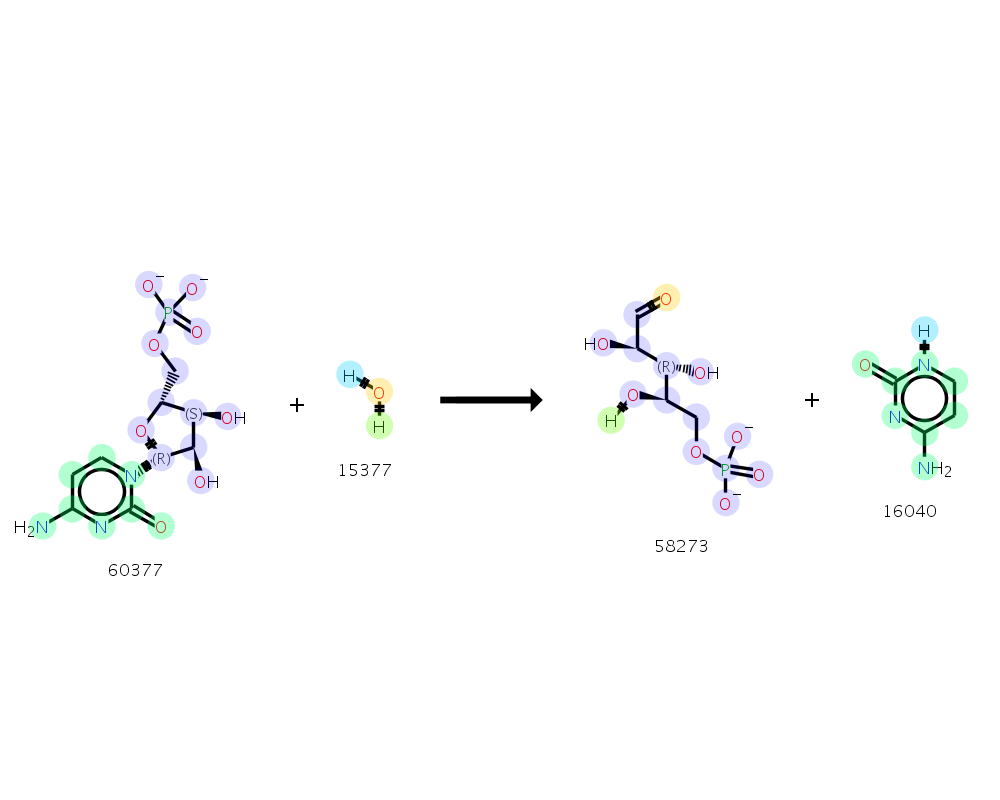 O⁻ O⁻
P
O O
(S) OH
O
(R)
OH
N
H₂N N O
60377
+
H O
H
15377
O
HO
(R) OH
O
H
O O⁻
P O
O⁻
58273
+
H
O N
N
NH₂
16040